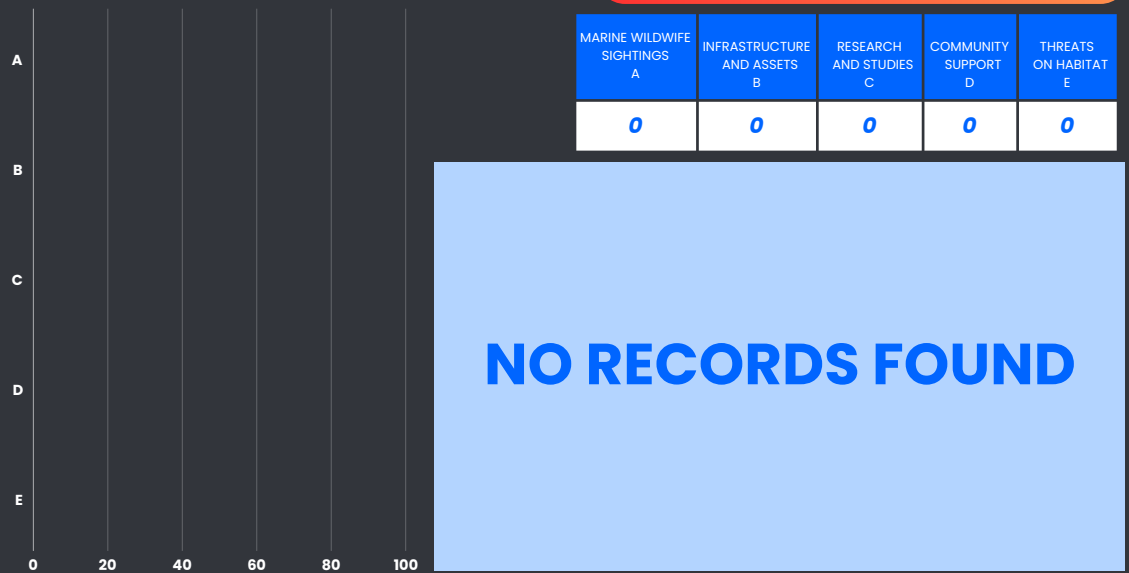 A
B
C
D
E
0 20 40 60 80 100
MARINE WILDWIFE
SIGHTINGS
A
INFRASTRUCTURE
AND ASSETS
B
RESEARCH
AND STUDIES
C
COMMUNITY
SUPPORT
D
THREATS
ON HABITAT
E
0 0 0 0 0
NO RECORDS FOUND